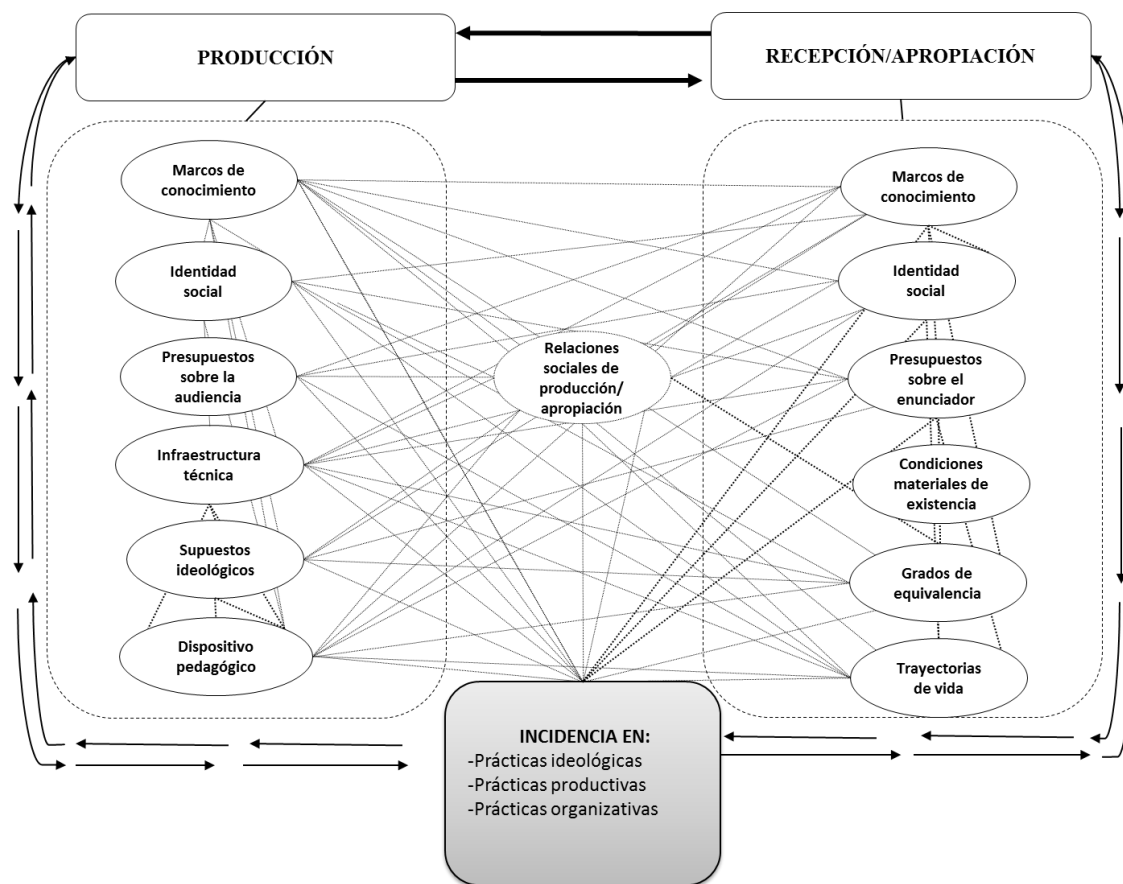 PRODUCCIÓN
RECEPCIÓN/APROPIACIÓN
Marcos de
conocimiento
Identidad
social
Presupuestos
sobre la
audiencia
Infraestructura
técnica
Supuestos
ideológicos
Dispositivo
pedagógico
Relaciones
sociales de
producción/
apropiación
Marcos de
conocimiento
Identidad
social
Presupuestos
sobre el
enunciador
Condiciones
materiales de
existencia
Grados de
equivalencia
Trayectorias
de vida
INCIDENCIA EN:
-Prácticas ideológicas
-Prácticas productivas
-Prácticas organizativas